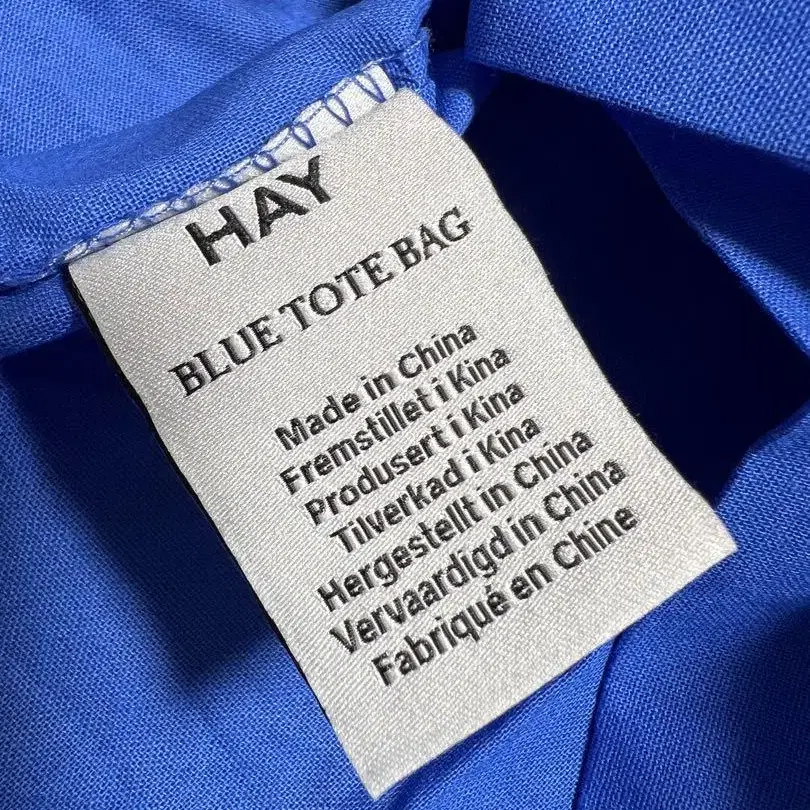 HAY
BLUE TOTE BAG
Made in China
Fremstillet i Kina
Produsert i Kina
Tilverkad i Kina
Hergestellt in China
Vervaardigd in China
Fabriqué en Chine